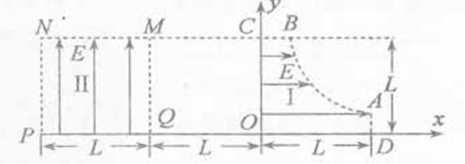 N M C y B
E E L
II I A
P Q O x
L L L D